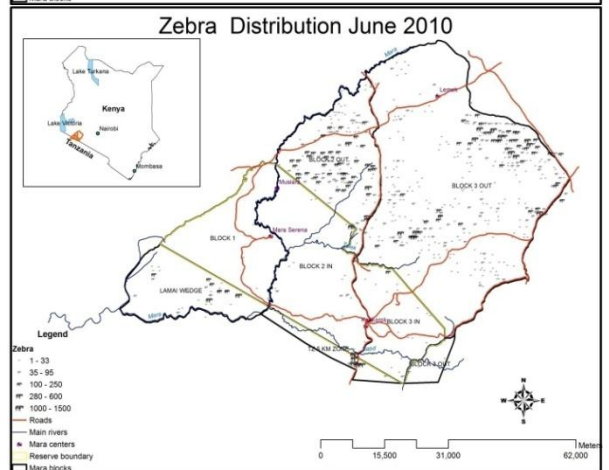 Zebra Distribution June 2010
Lake Turkana
Kenya
Lake Victoria
Nairobi
Tanzania
Mombasa
Mara
Lemek
BLOCK 2 OUT
BLOCK 3 OUT
Musiara
BLOCK 1
Mara Serena
BLOCK 2 IN
LAMAI WEDGE
Mara
BLOCK 3 IN
Legend
Zebra
1 - 33
35 - 95
100 - 250
280 - 600
1000 - 1500
Roads
Main rivers
Mara centers
Reserve boundary
Mara blocks
0 15,500 31,000 62,000
Meters
N
W E
S